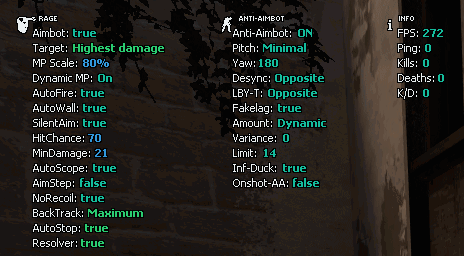 RAGE
Aimbot: true
Target: Highest damage
MP Scale: 80%
Dynamic MP: On
AutoFire: true
AutoWall: true
SilentAim: true
HitChance: 70
MinDamage: 21
AutoScope: true
AimStep: false
NoRecoil: true
BackTrack: Maximum
AutoStop: true
Resolver: true
ANTI-AIMBOT
Anti-Aimbot: ON
Pitch: Minimal
Yaw:180
Desync: Opposite
LBY-T: Opposite
Fakelag: true
Amount: Dynamic
Variance: 0
Limit: 14
Inf-Duck: true
Onshot-AA: false
i
INFO
FPS: 272
Ping: 0
Kills: 0
Deaths: 0
K/D: 0